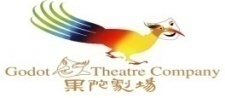 Godot Theatre Company
果陀劇場